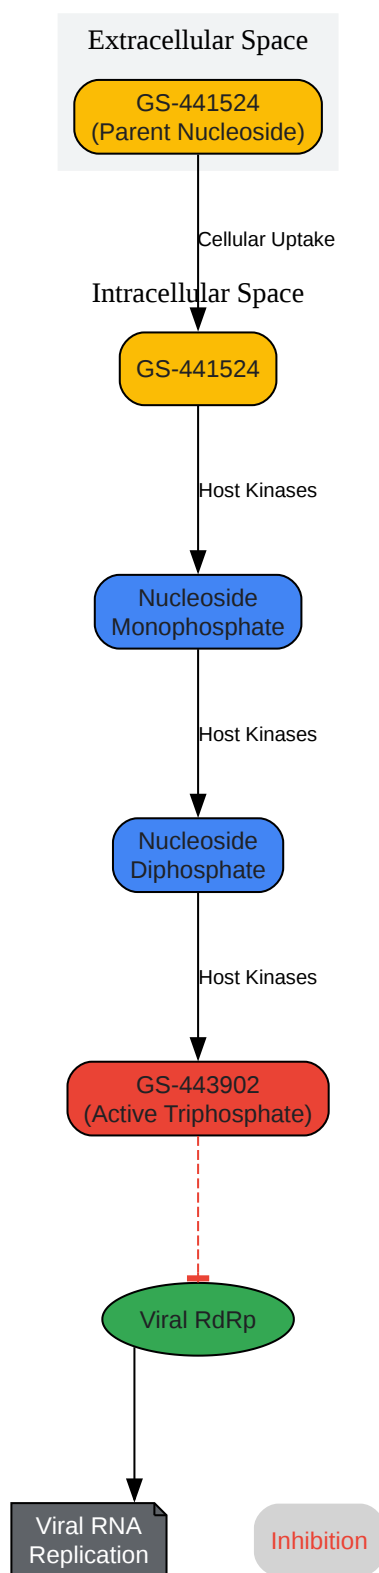 Extracellular Space
GS-441524
(Parent Nucleoside)
Cellular Uptake
Intracellular Space
GS-441524
Host Kinases
Nucleoside
Monophosphate
Host Kinases
Nucleoside
Diphosphate
Host Kinases
GS-443902
(Active Triphosphate)
Viral RdRp
Viral RNA
Replication
Inhibition